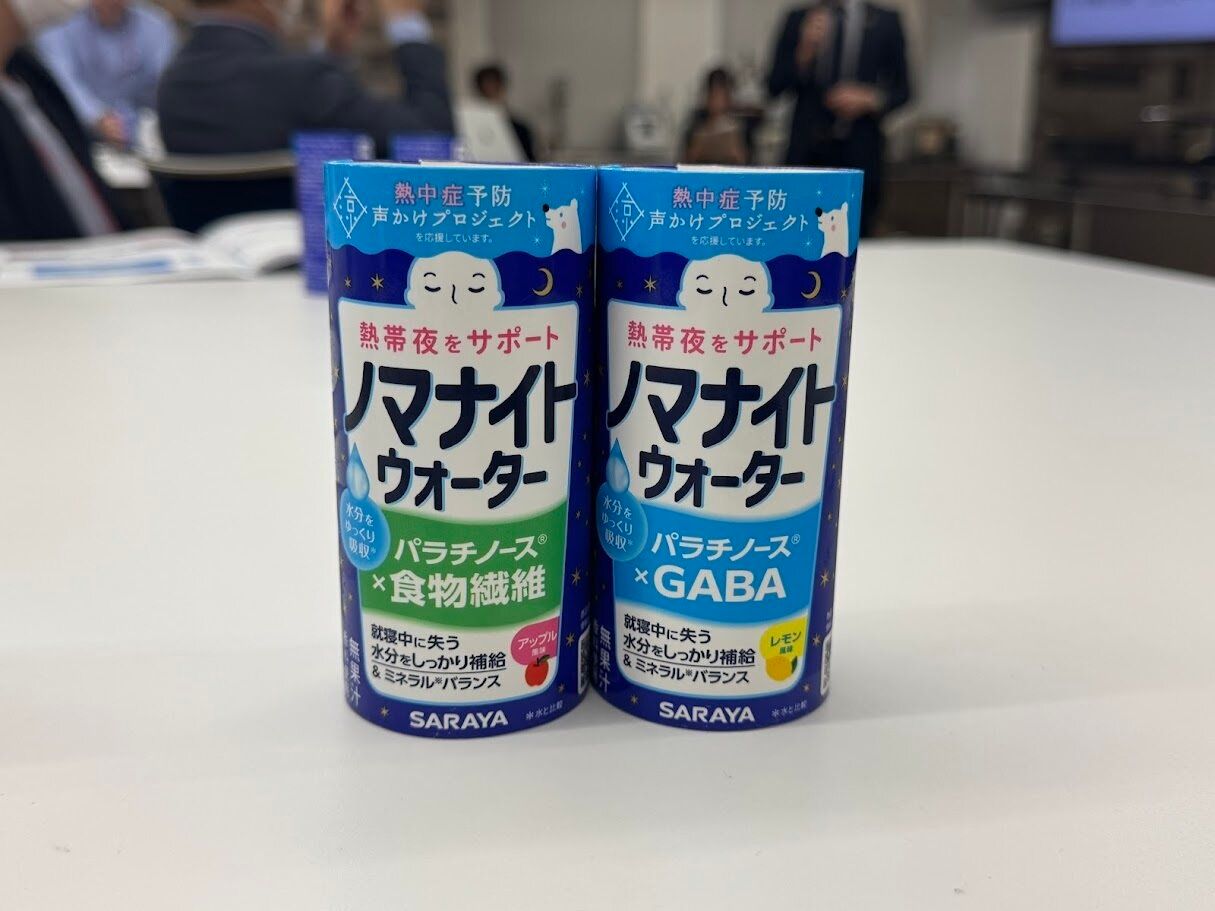 熱中症予防
声かけプロジェクト
を応援しています。
熱帯夜をサポート
ノマナイト
ウォーター
水分を
ゆっくり
吸収*
パラチノース®
×食物繊維
就寝中に失う
水分をしっかり補給
&ミネラル※バランス
アップル
風味
無果汁
SARAYA
*水と比較
熱中症予防
声かけプロジェクト
を応援しています。
熱帯夜をサポート
ノマナイト
ウォーター
水分を
ゆっくり
吸収*
パラチノース®
×GABA
就寝中に失う
水分をしっかり補給
&ミネラル※バランス
レモン
風味
SARAYA
*水と比較